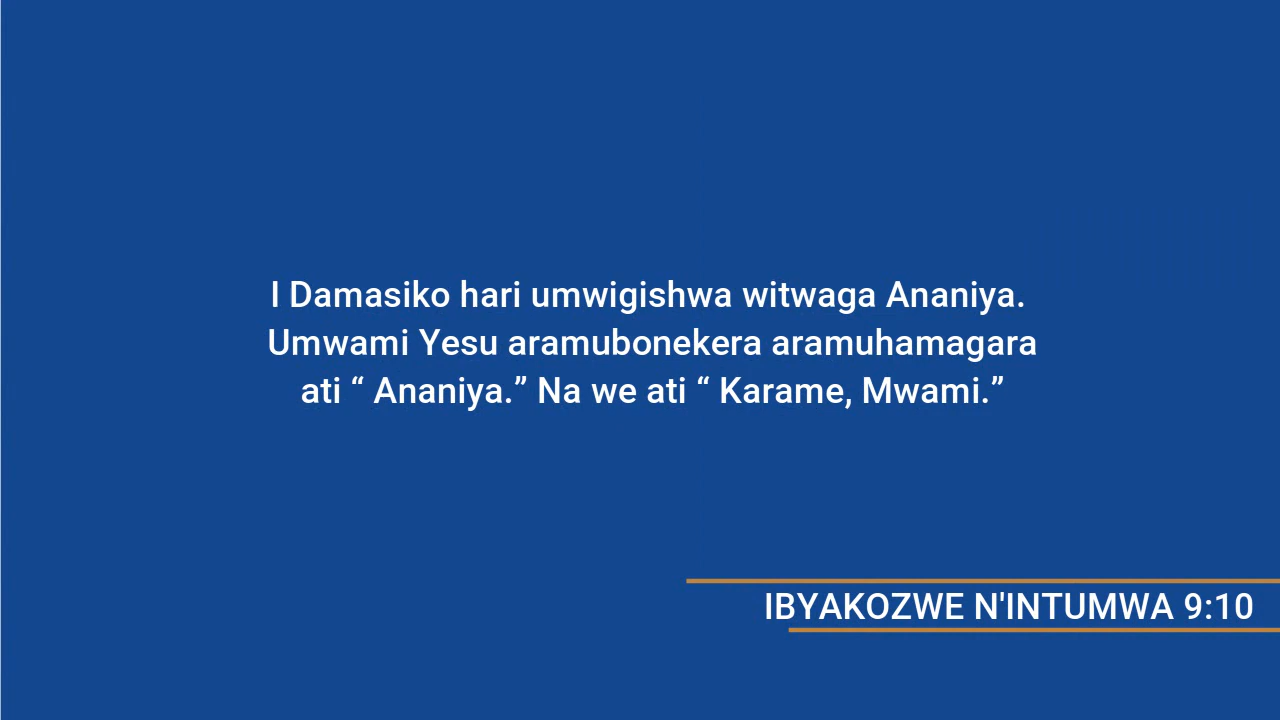 I Damasiko hari umwigishwa witwaga Ananiya.
Umwami Yesu aramubonekera aramuhamagara
ati “ Ananiya.” Na we ati “ Karame, Mwami.”
IBYAKOZWE N'INTUMWA 9:10